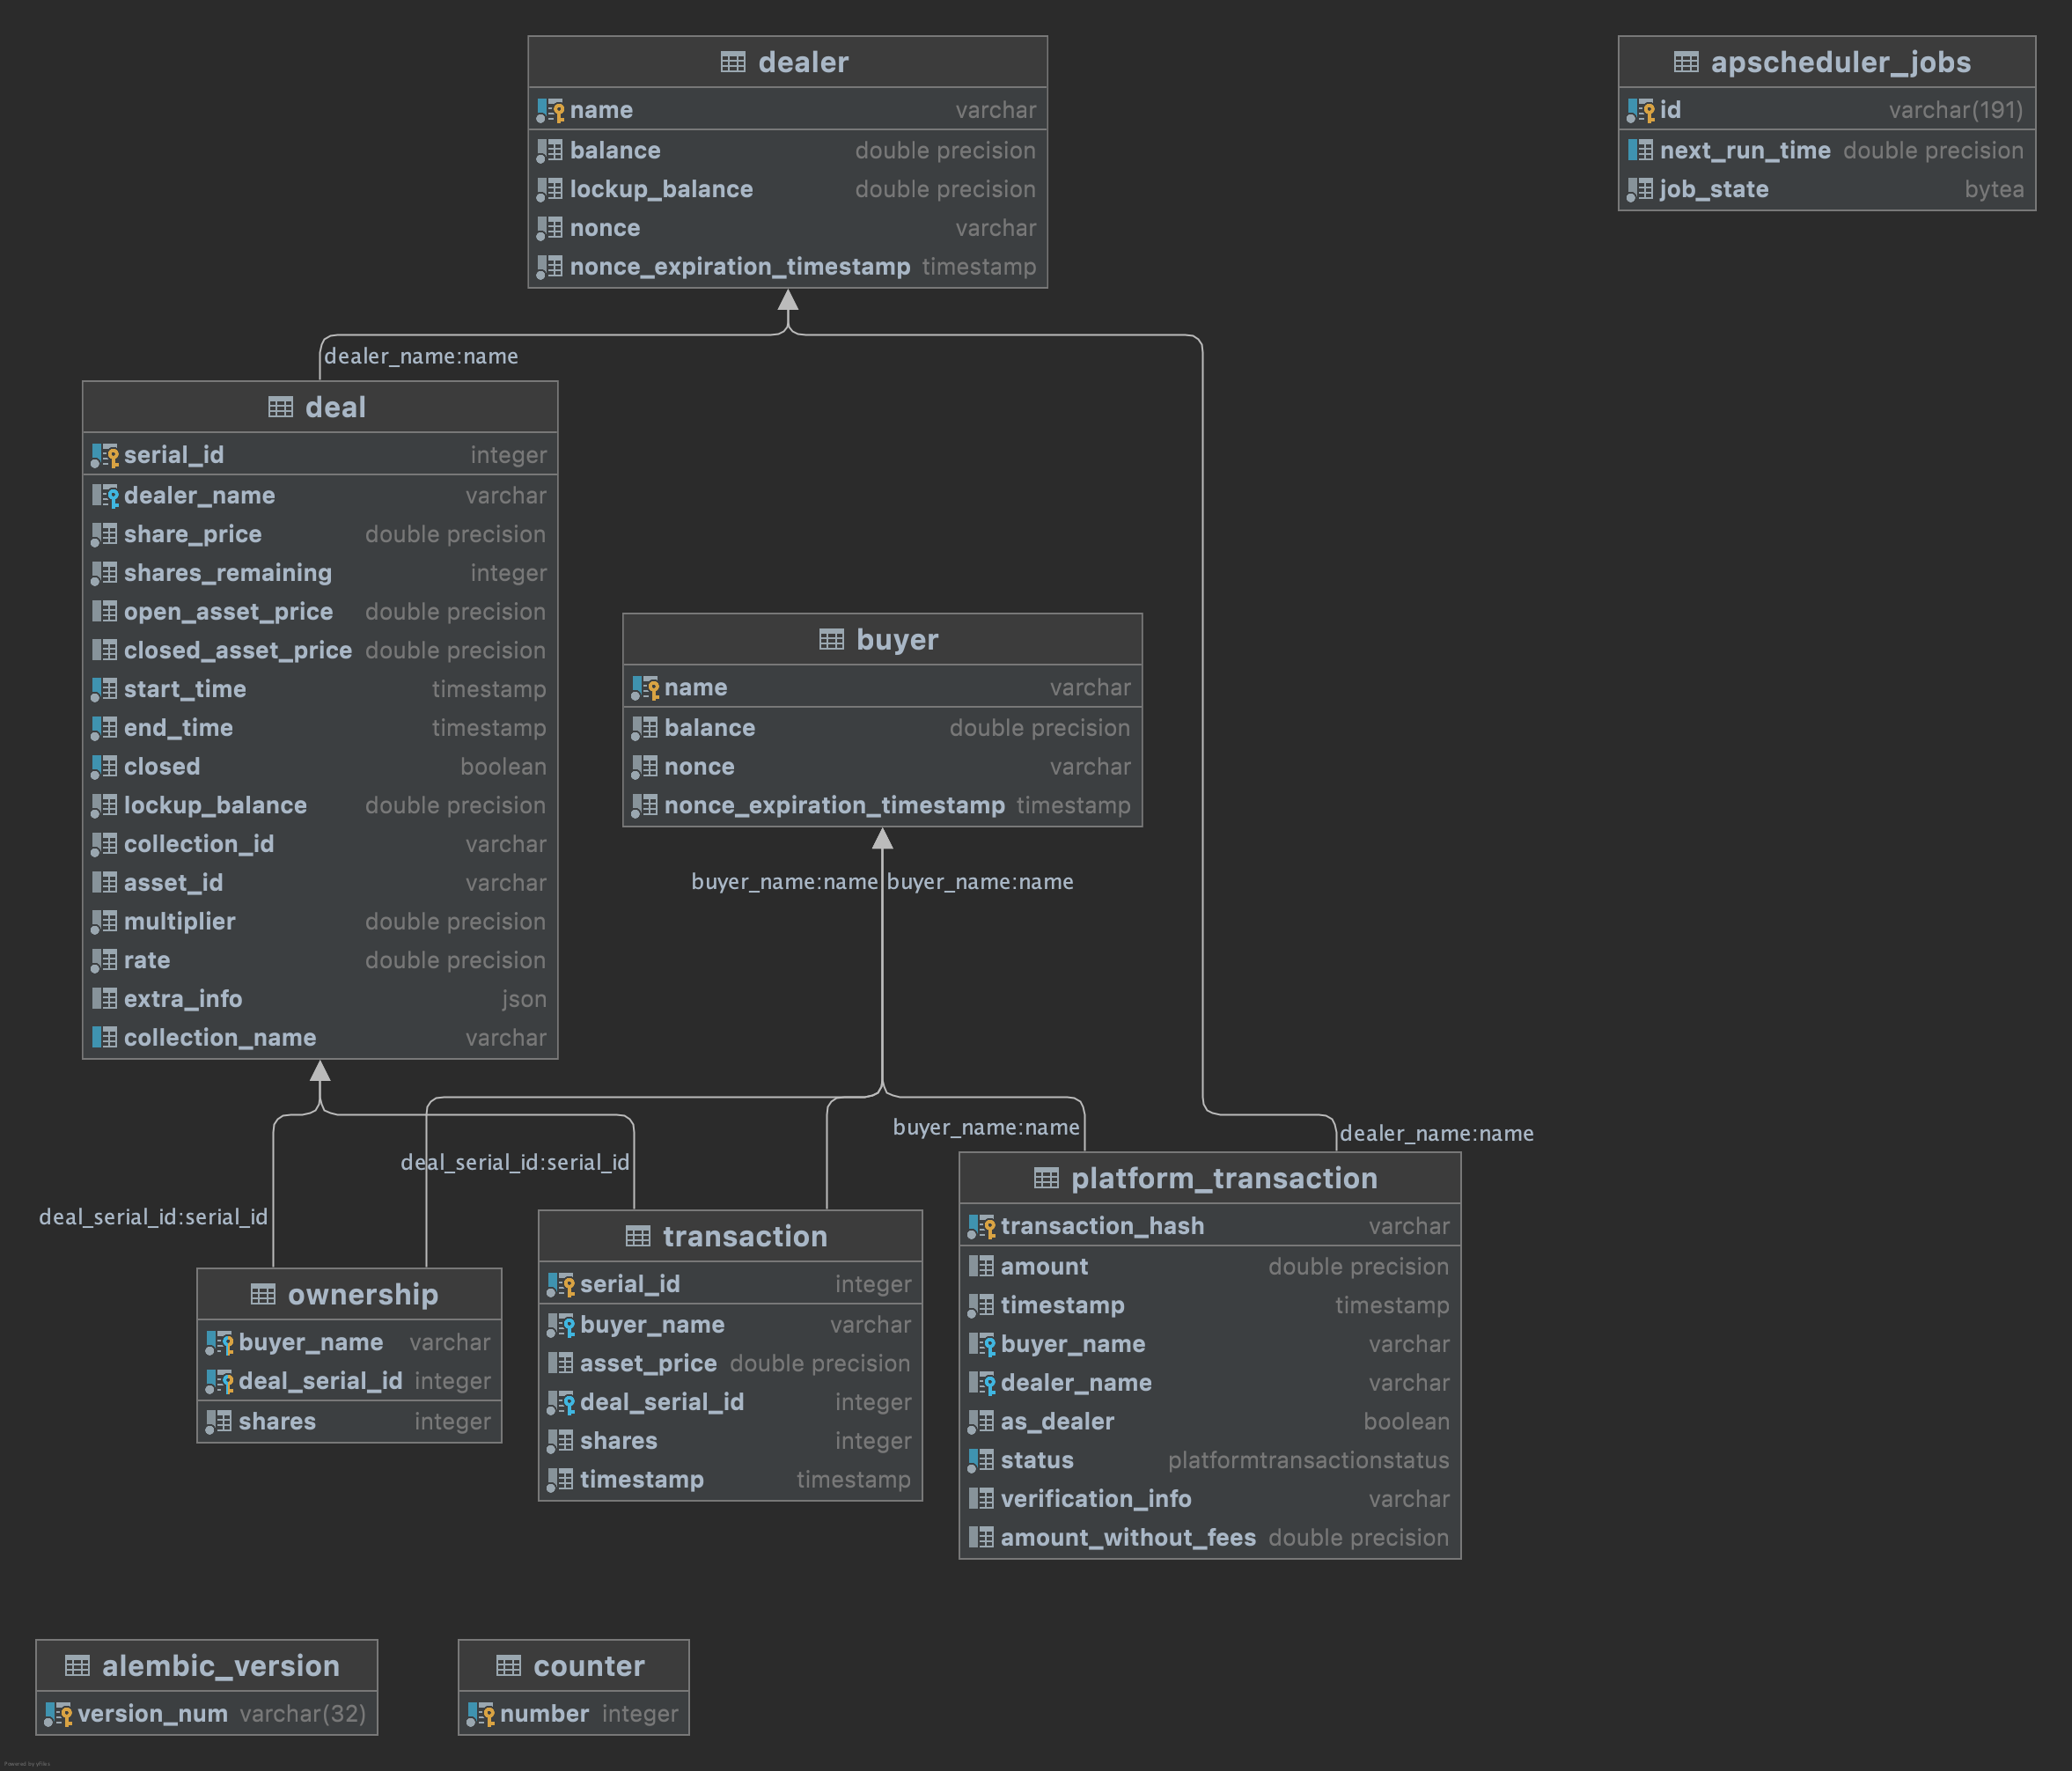 dealer
name varchar
balance double precision
lockup_balance double precision
nonce varchar
nonce_expiration_timestamp timestamp
apscheduler_jobs
id varchar(191)
next_run_time double precision
job_state bytea
dealer_name:name
deal
serial_id integer
dealer_name varchar
share_price double precision
shares_remaining integer
open_asset_price double precision
closed_asset_price double precision
start_time timestamp
end_time timestamp
closed boolean
lockup_balance double precision
collection_id varchar
asset_id varchar
multiplier double precision
rate double precision
extra_info json
collection_name varchar
buyer
name varchar
balance double precision
nonce varchar
nonce_expiration_timestamp timestamp
buyer_name:name buyer_name:name
buyer_name:name
dealer_name:name
deal_serial_id:serial_id
deal_serial_id:serial_id
ownership
buyer_name varchar
deal_serial_id integer
shares integer
transaction
serial_id integer
buyer_name varchar
asset_price double precision
deal_serial_id integer
shares integer
timestamp timestamp
platform_transaction
transaction_hash varchar
amount double precision
timestamp timestamp
buyer_name varchar
dealer_name varchar
as_dealer boolean
status platformtransactionstatus
verification_info varchar
amount_without_fees double precision
alembic_version
version_num varchar(32)
counter
number integer
Powered by yFiles